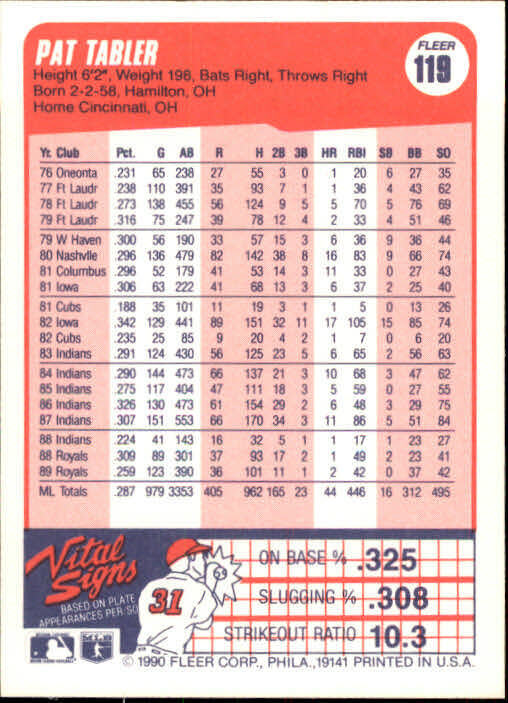 PAT TABLER
FLEER
119
Height 6'2", Weight 198, Bats Right, Throws Right
Born 2-2-58, Hamilton, OH
Home Cincinnati, OH
Yr. Club Pct. G AB R H 2B 3B HR RBI SB BB SO
76 Oneonta .231 65 238 27 55 3 0 1 20 6 27 35
77 Ft Laudr .238 110 391 35 93 7 1 1 36 4 43 62
78 Ft Laudr .273 138 455 56 124 9 5 5 70 5 76 69
79 Ft Laudr .316 75 247 39 78 12 4 2 33 4 51 46
79 W Haven .300 56 190 33 57 15 3 6 36 9 36 44
80 Nashvlle .296 136 479 82 142 38 8 16 83 9 66 74
81 Columbus .296 52 179 41 53 14 3 11 33 0 27 43
81 Iowa .306 63 222 41 68 13 3 6 37 2 25 40
81 Cubs .188 35 101 11 19 3 1 1 5 0 13 26
82 Iowa .342 129 441 89 151 32 11 17 105 15 85 74
82 Cubs .235 25 85 9 20 4 2 1 7 0 6 20
83 Indians .291 124 430 56 125 23 5 6 65 2 56 63
84 Indians .290 144 473 66 137 21 3 10 68 3 47 62
85 Indians .275 117 404 47 111 18 3 5 59 0 27 55
86 Indians .326 130 473 61 154 29 2 6 48 3 29 75
87 Indians .307 151 553 66 170 34 3 11 86 5 51 84
88 Indians .224 41 143 16 32 5 1 1 17 1 23 27
88 Royals .309 89 301 37 93 17 2 1 49 2 23 41
89 Royals .259 123 390 36 101 11 1 2 42 0 37 42
ML Totals .287 979 3353 405 962 165 23 44 446 16 312 495
Vital
Signs
BASED ON PLATE
APPEARANCES PER/SO
31
ON BASE % .325
SLUGGING % .308
STRIKEOUT RATIO 10.3
© 1990 FLEER CORP., PHILA., 19141 PRINTED IN U.S.A.